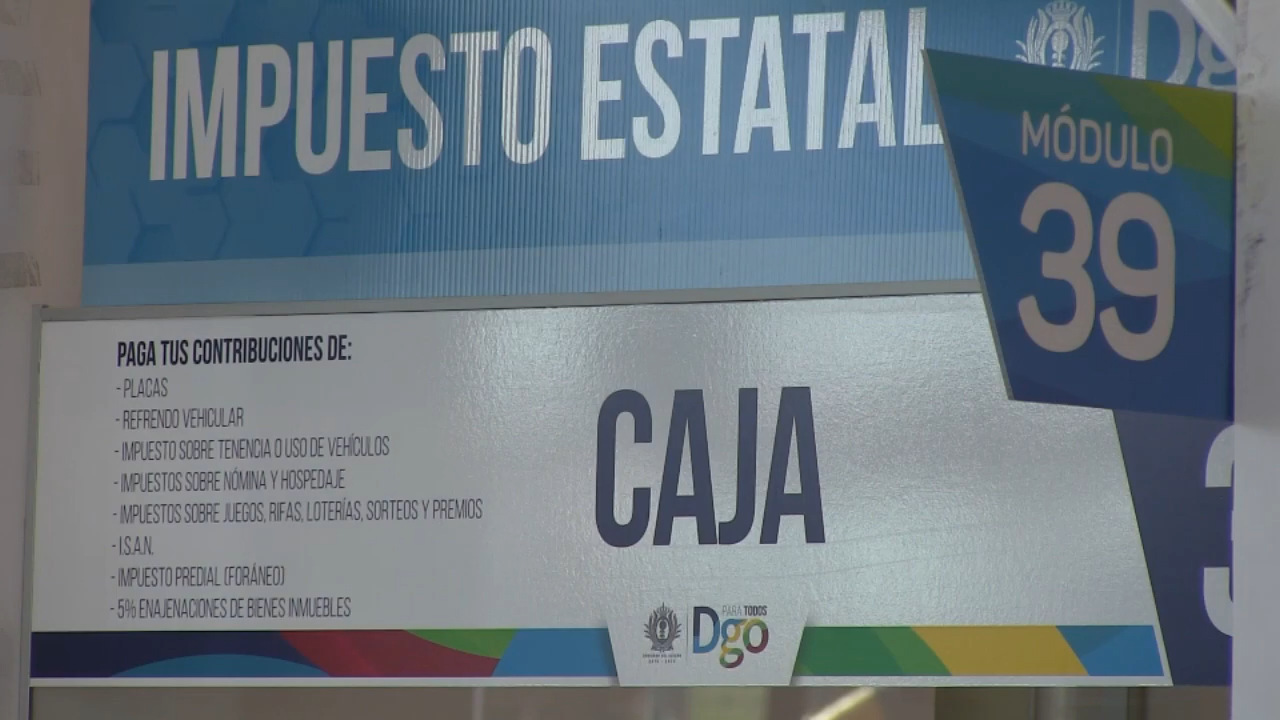 IMPUESTO ESTATAL
Dgo
MÓDULO
39
PAGA TUS CONTRIBUCIONES DE:
- PLACAS
- REFRENDO VEHICULAR
- IMPUESTO SOBRE TENENCIA O USO DE VEHÍCULOS
- IMPUESTOS SOBRE NÓMINA Y HOSPEDAJE
- IMPUESTOS SOBRE JUEGOS, RIFAS, LOTERÍAS, SORTEOS Y PREMIOS
- I.S.A.N.
- IMPUESTO PREDIAL (FORÁNEO)
- 5% ENAJENACIONES DE BIENES INMUEBLES
CAJA
PARA TODOS
Dgo
3